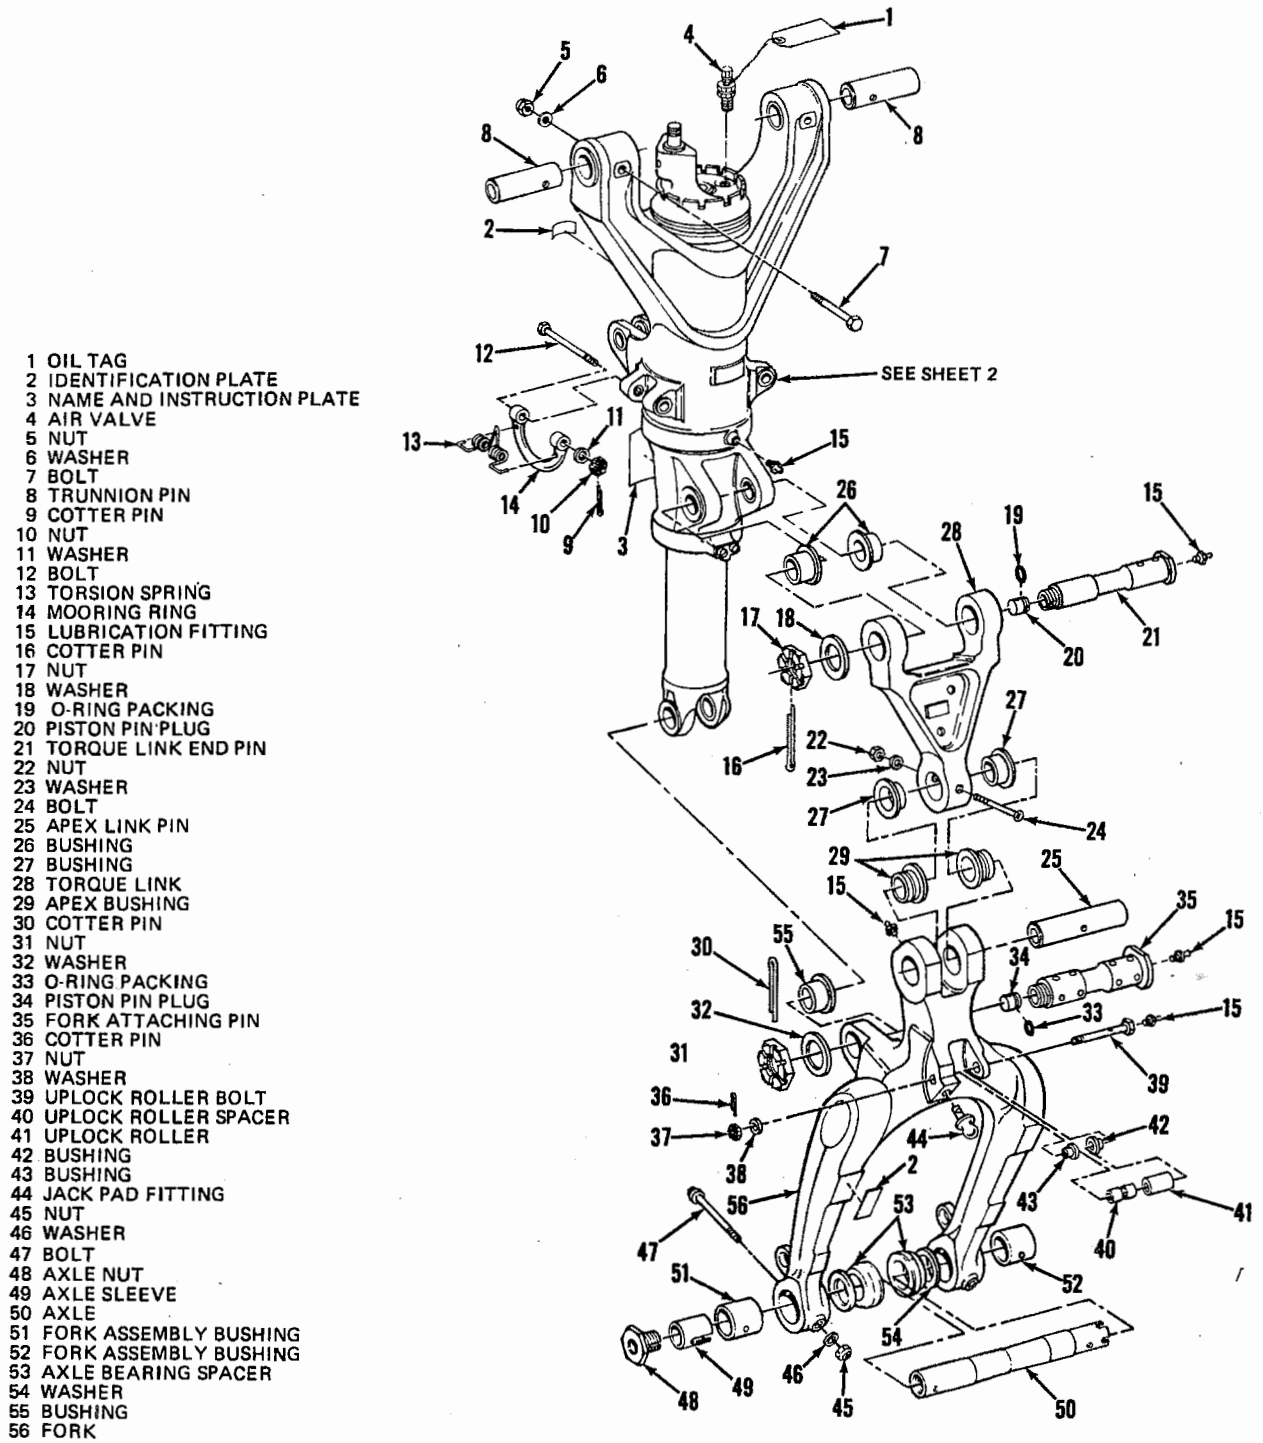 1 OIL TAG
2 IDENTIFICATION PLATE
3 NAME AND INSTRUCTION PLATE
4 AIR VALVE
5 NUT
6 WASHER
7 BOLT
8 TRUNNION PIN
9 COTTER PIN
10 NUT
11 WASHER
12 BOLT
13 TORSION SPRING
14 MOORING RING
15 LUBRICATION FITTING
16 COTTER PIN
17 NUT
18 WASHER
19 O-RING PACKING
20 PISTON PIN PLUG
21 TORQUE LINK END PIN
22 NUT
23 WASHER
24 BOLT
25 APEX LINK PIN
26 BUSHING
27 BUSHING
28 TORQUE LINK
29 APEX BUSHING
30 COTTER PIN
31 NUT
32 WASHER
33 O-RING PACKING
34 PISTON PIN PLUG
35 FORK ATTACHING PIN
36 COTTER PIN
37 NUT
38 WASHER
39 UPLOCK ROLLER BOLT
40 UPLOCK ROLLER SPACER
41 UPLOCK ROLLER
42 BUSHING
43 BUSHING
44 JACK PAD FITTING
45 NUT
46 WASHER
47 BOLT
48 AXLE NUT
49 AXLE SLEEVE
50 AXLE
51 FORK ASSEMBLY BUSHING
52 FORK ASSEMBLY BUSHING
53 AXLE BEARING SPACER
54 WASHER
55 BUSHING
56 FORK
1
4
5
6
8
8
2
7
12
SEE SHEET 2
13
11
15
14
10
9
3
26
15
19
28
17
18
20
21
16
22
23
27
27
24
29
25
15
35
15
30
55
34
32
33
15
31
39
36
37
38
44
42
2
56
53
43
40
41
47
51
52
54
46
48
49
45
50